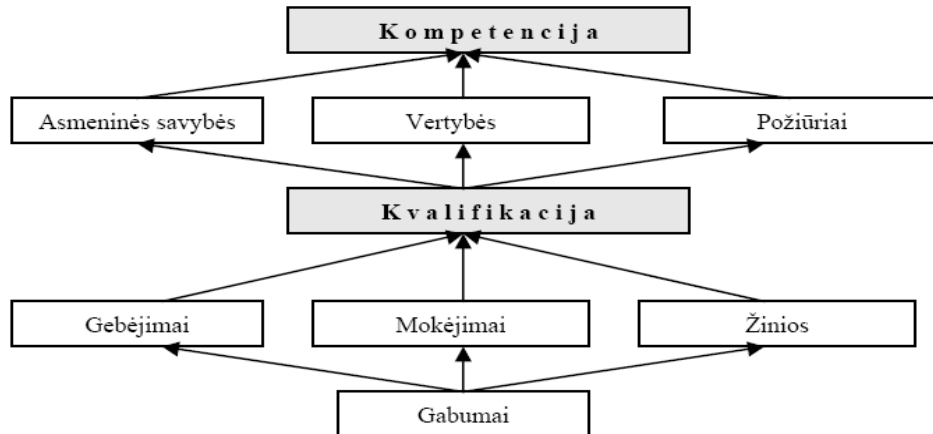 Kompetencija
Asmeninės savybės
Vertybės
Požiūriai
Kvalifikacija
Gebėjimai
Mokėjimai
Žinios
Gabumai